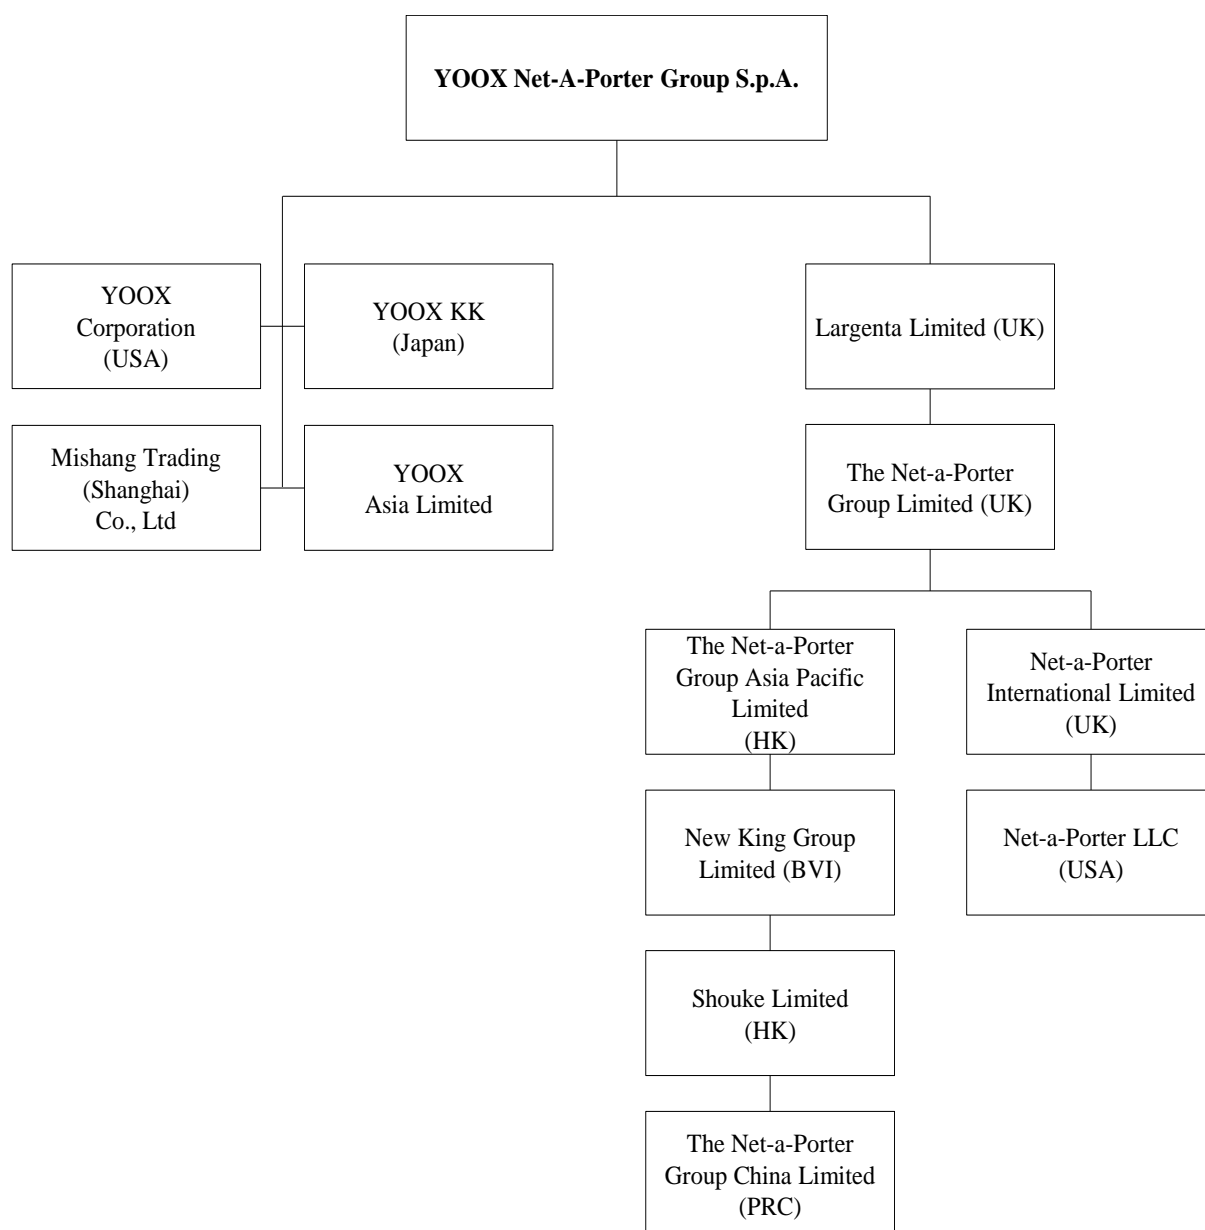 YOOX Net-A-Porter Group S.p.A.
YOOX
Corporation
(USA)
YOOX KK
(Japan)
Largenta Limited (UK)
Mishang Trading
(Shanghai)
Co., Ltd
YOOX
Asia Limited
The Net-a-Porter
Group Limited (UK)
The Net-a-Porter
Group Asia Pacific
Limited
(HK)
Net-a-Porter
International Limited
(UK)
New King Group
Limited (BVI)
Net-a-Porter LLC
(USA)
Shouke Limited
(HK)
The Net-a-Porter
Group China Limited
(PRC)